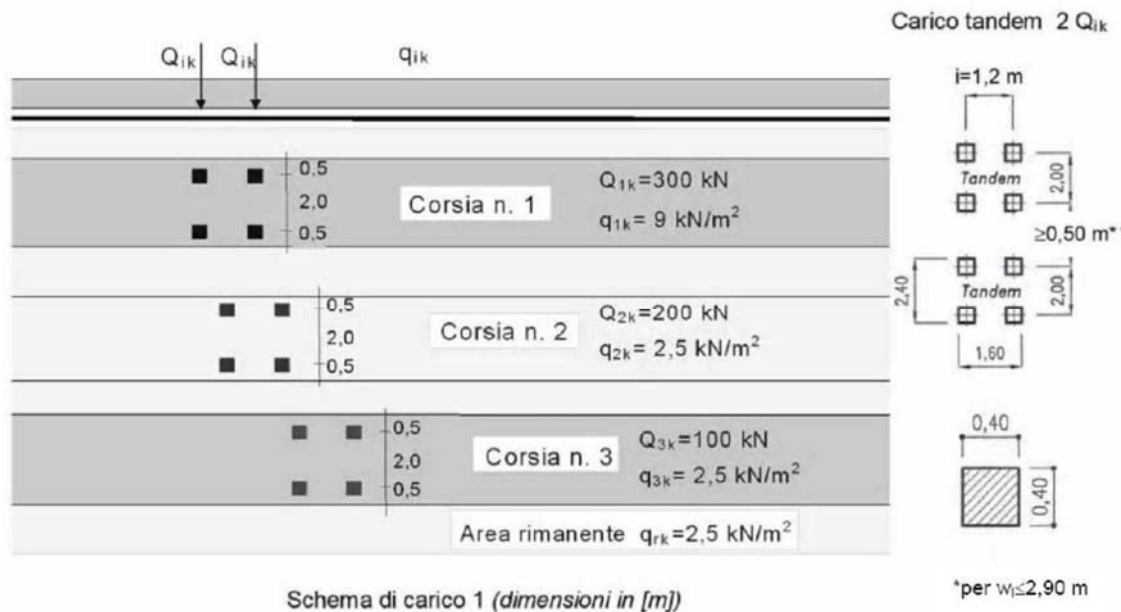 Carico tandem 2 Qik
Qik Qik qik
i=1,2 m
0,5
2,0
0,5
Corsia n. 1
Q1k=300 kN
q1k= 9 kN/m²
Tandem
2,00
≥0,50 m*
0,5
2,0
0,5
Corsia n. 2
Q2k=200 kN
q2k= 2,5 kN/m²
2,40
Tandem
2,00
1,60
0,5
2,0
0,5
Corsia n. 3
Q3k=100 kN
q3k= 2,5 kN/m²
0,40
0,40
Area rimanente qrk=2,5 kN/m²
*per wl≤2,90 m
Schema di carico 1 (dimensioni in [m])